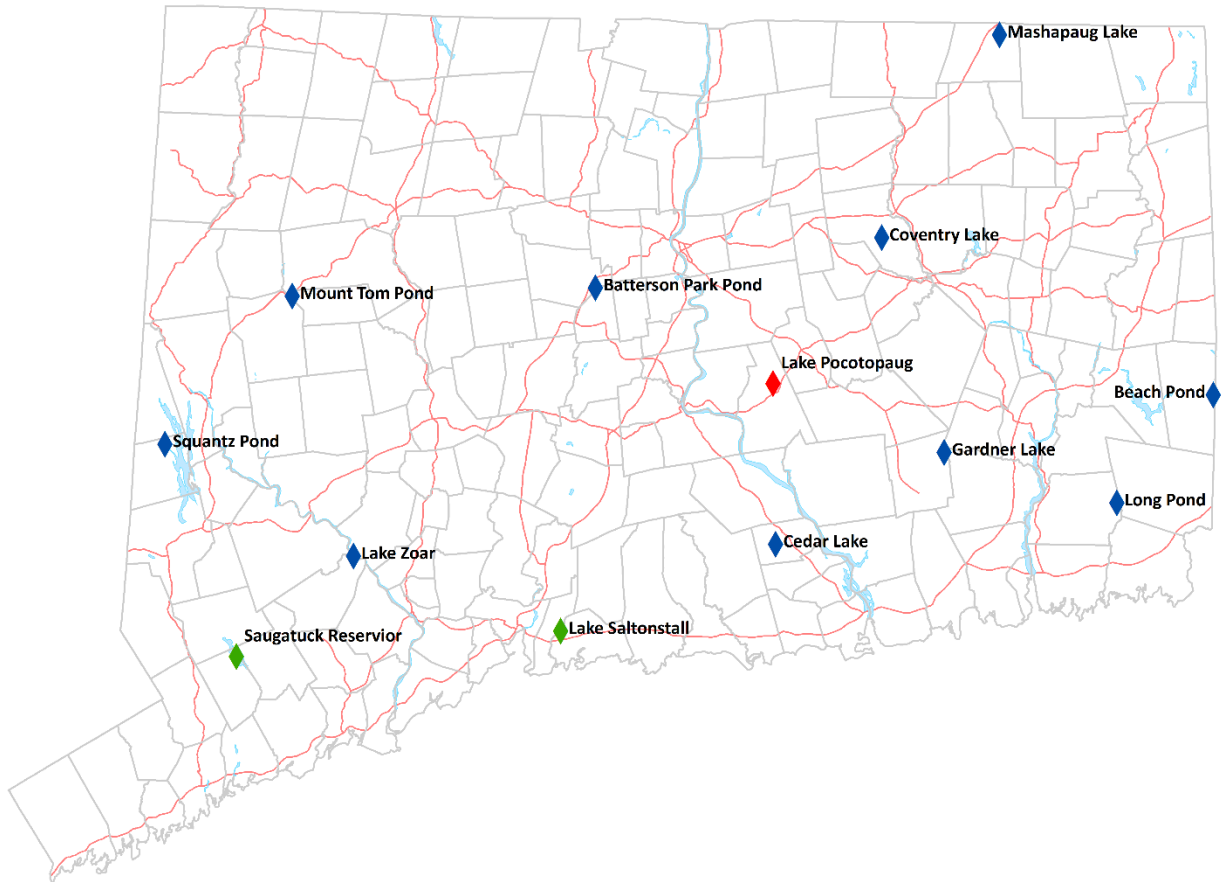 Mashapaug Lake
Coventry Lake
Batterson Park Pond
Mount Tom Pond
Lake Pocotopaug
Beach Pond
Squantz Pond
Gardner Lake
Long Pond
Cedar Lake
Lake Zoar
Lake Saltonstall
Saugatuck Reservior